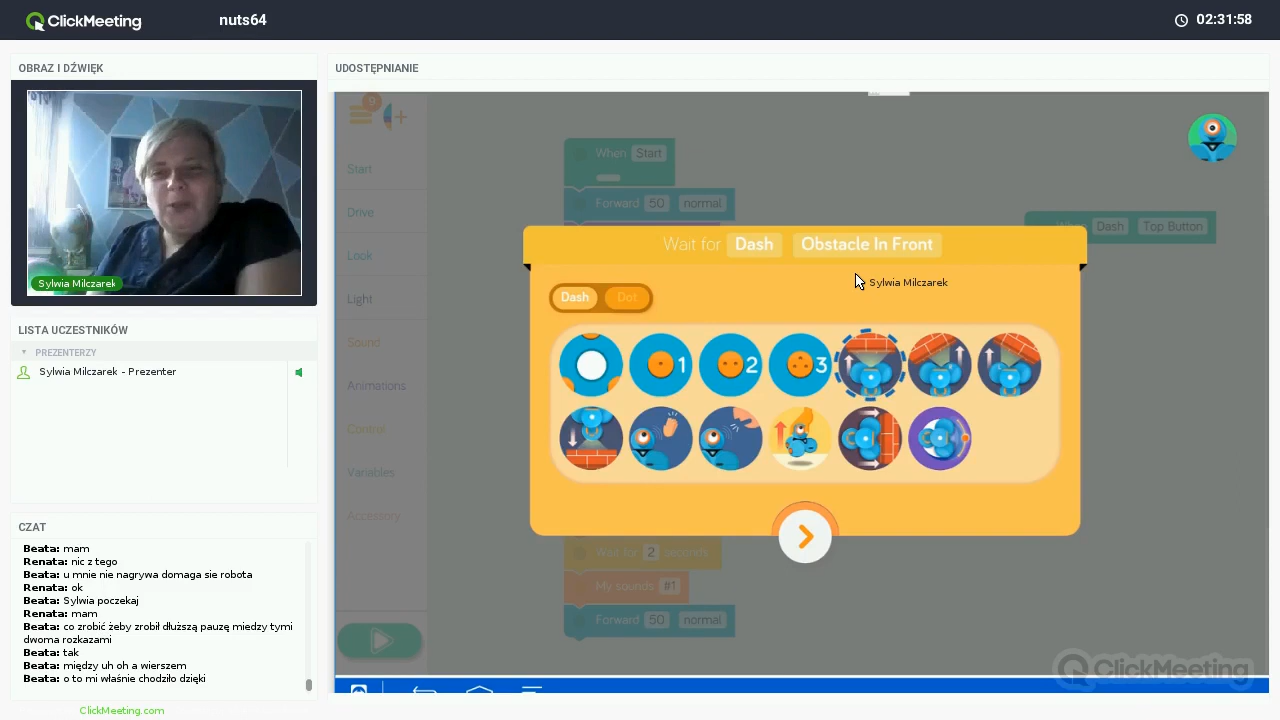 ClickMeeting
nuts64
02:31:58
OBRAZ I DŹWIĘK
Sylwia Milczarek
LISTA UCZESTNIKÓW
PREZENTERZY
Sylwia Milczarek - Prezenter
CZAT
Beata: mam
Renata: nic z tego
Beata: u mnie nie nagrywa domaga sie robota
Renata: ok
Beata: Sylwia poczekaj
Renata: mam
Beata: co zrobić żeby zrobił dłuższą pauzę miedzy tymi
dwoma rozkazami
Beata: tak
Beata: między uh oh a wierszem
Beata: o to mi właśnie chodziło dzięki
ClickMeeting.com
UDOSTĘPNIANIE
9
Start
Drive
Look
Light
Sound
Animations
Control
Variables
Accessory
When Start
Forward 50 normal
When Dash Top Button
Wait for Dash Obstacle In Front
Sylwia Milczarek
Dash Dot
1 2 3
Wait for 2 seconds
My sounds #1
Forward 50 normal
ClickMeeting